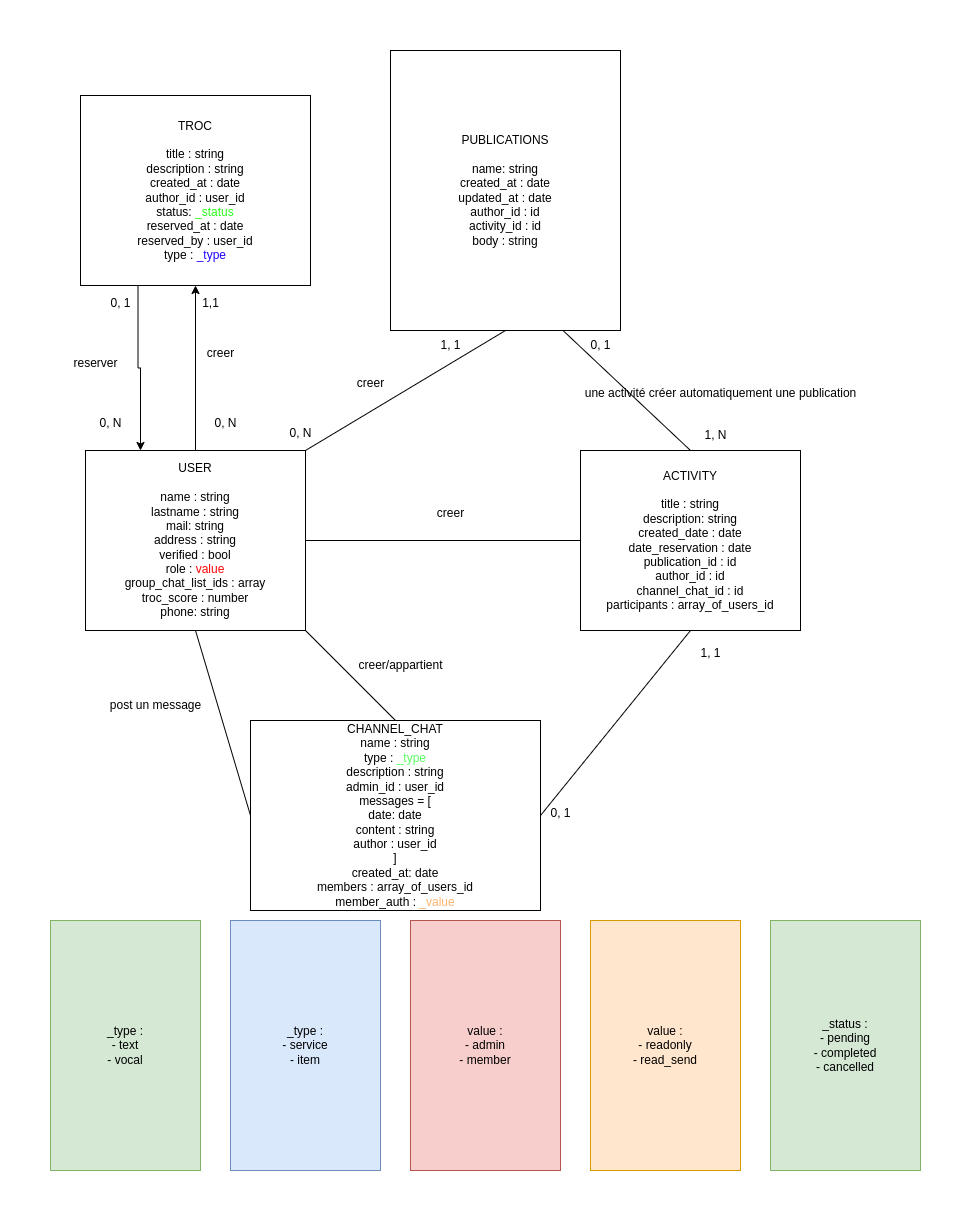 TROC
title : string
description : string
created_at : date
author_id : user_id
status: _status
reserved_at : date
reserved_by : user_id
type : _type
PUBLICATIONS
name: string
created_at : date
updated_at : date
author_id : id
activity_id : id
body : string
0, 1
1,1
reserver
creer
0, N
0, N
1, 1
creer
0, N
0, 1
une activité créer automatiquement une publication
1, N
USER
name : string
lastname : string
mail: string
address : string
verified : bool
role : value
group_chat_list_ids : array
troc_score : number
phone: string
creer
ACTIVITY
title : string
description: string
created_date : date
date_reservation : date
publication_id : id
author_id : id
channel_chat_id : id
participants : array_of_users_id
post un message
creer/appartient
1, 1
0, 1
CHANNEL_CHAT
name : string
type : _type
description : string
admin_id : user_id
messages = [
date: date
content : string
author : user_id
]
created_at: date
members : array_of_users_id
member_auth : _value
_type :
- text
- vocal
_type :
- service
- item
value :
- admin
- member
value :
- readonly
- read_send
_status :
- pending
- completed
- cancelled